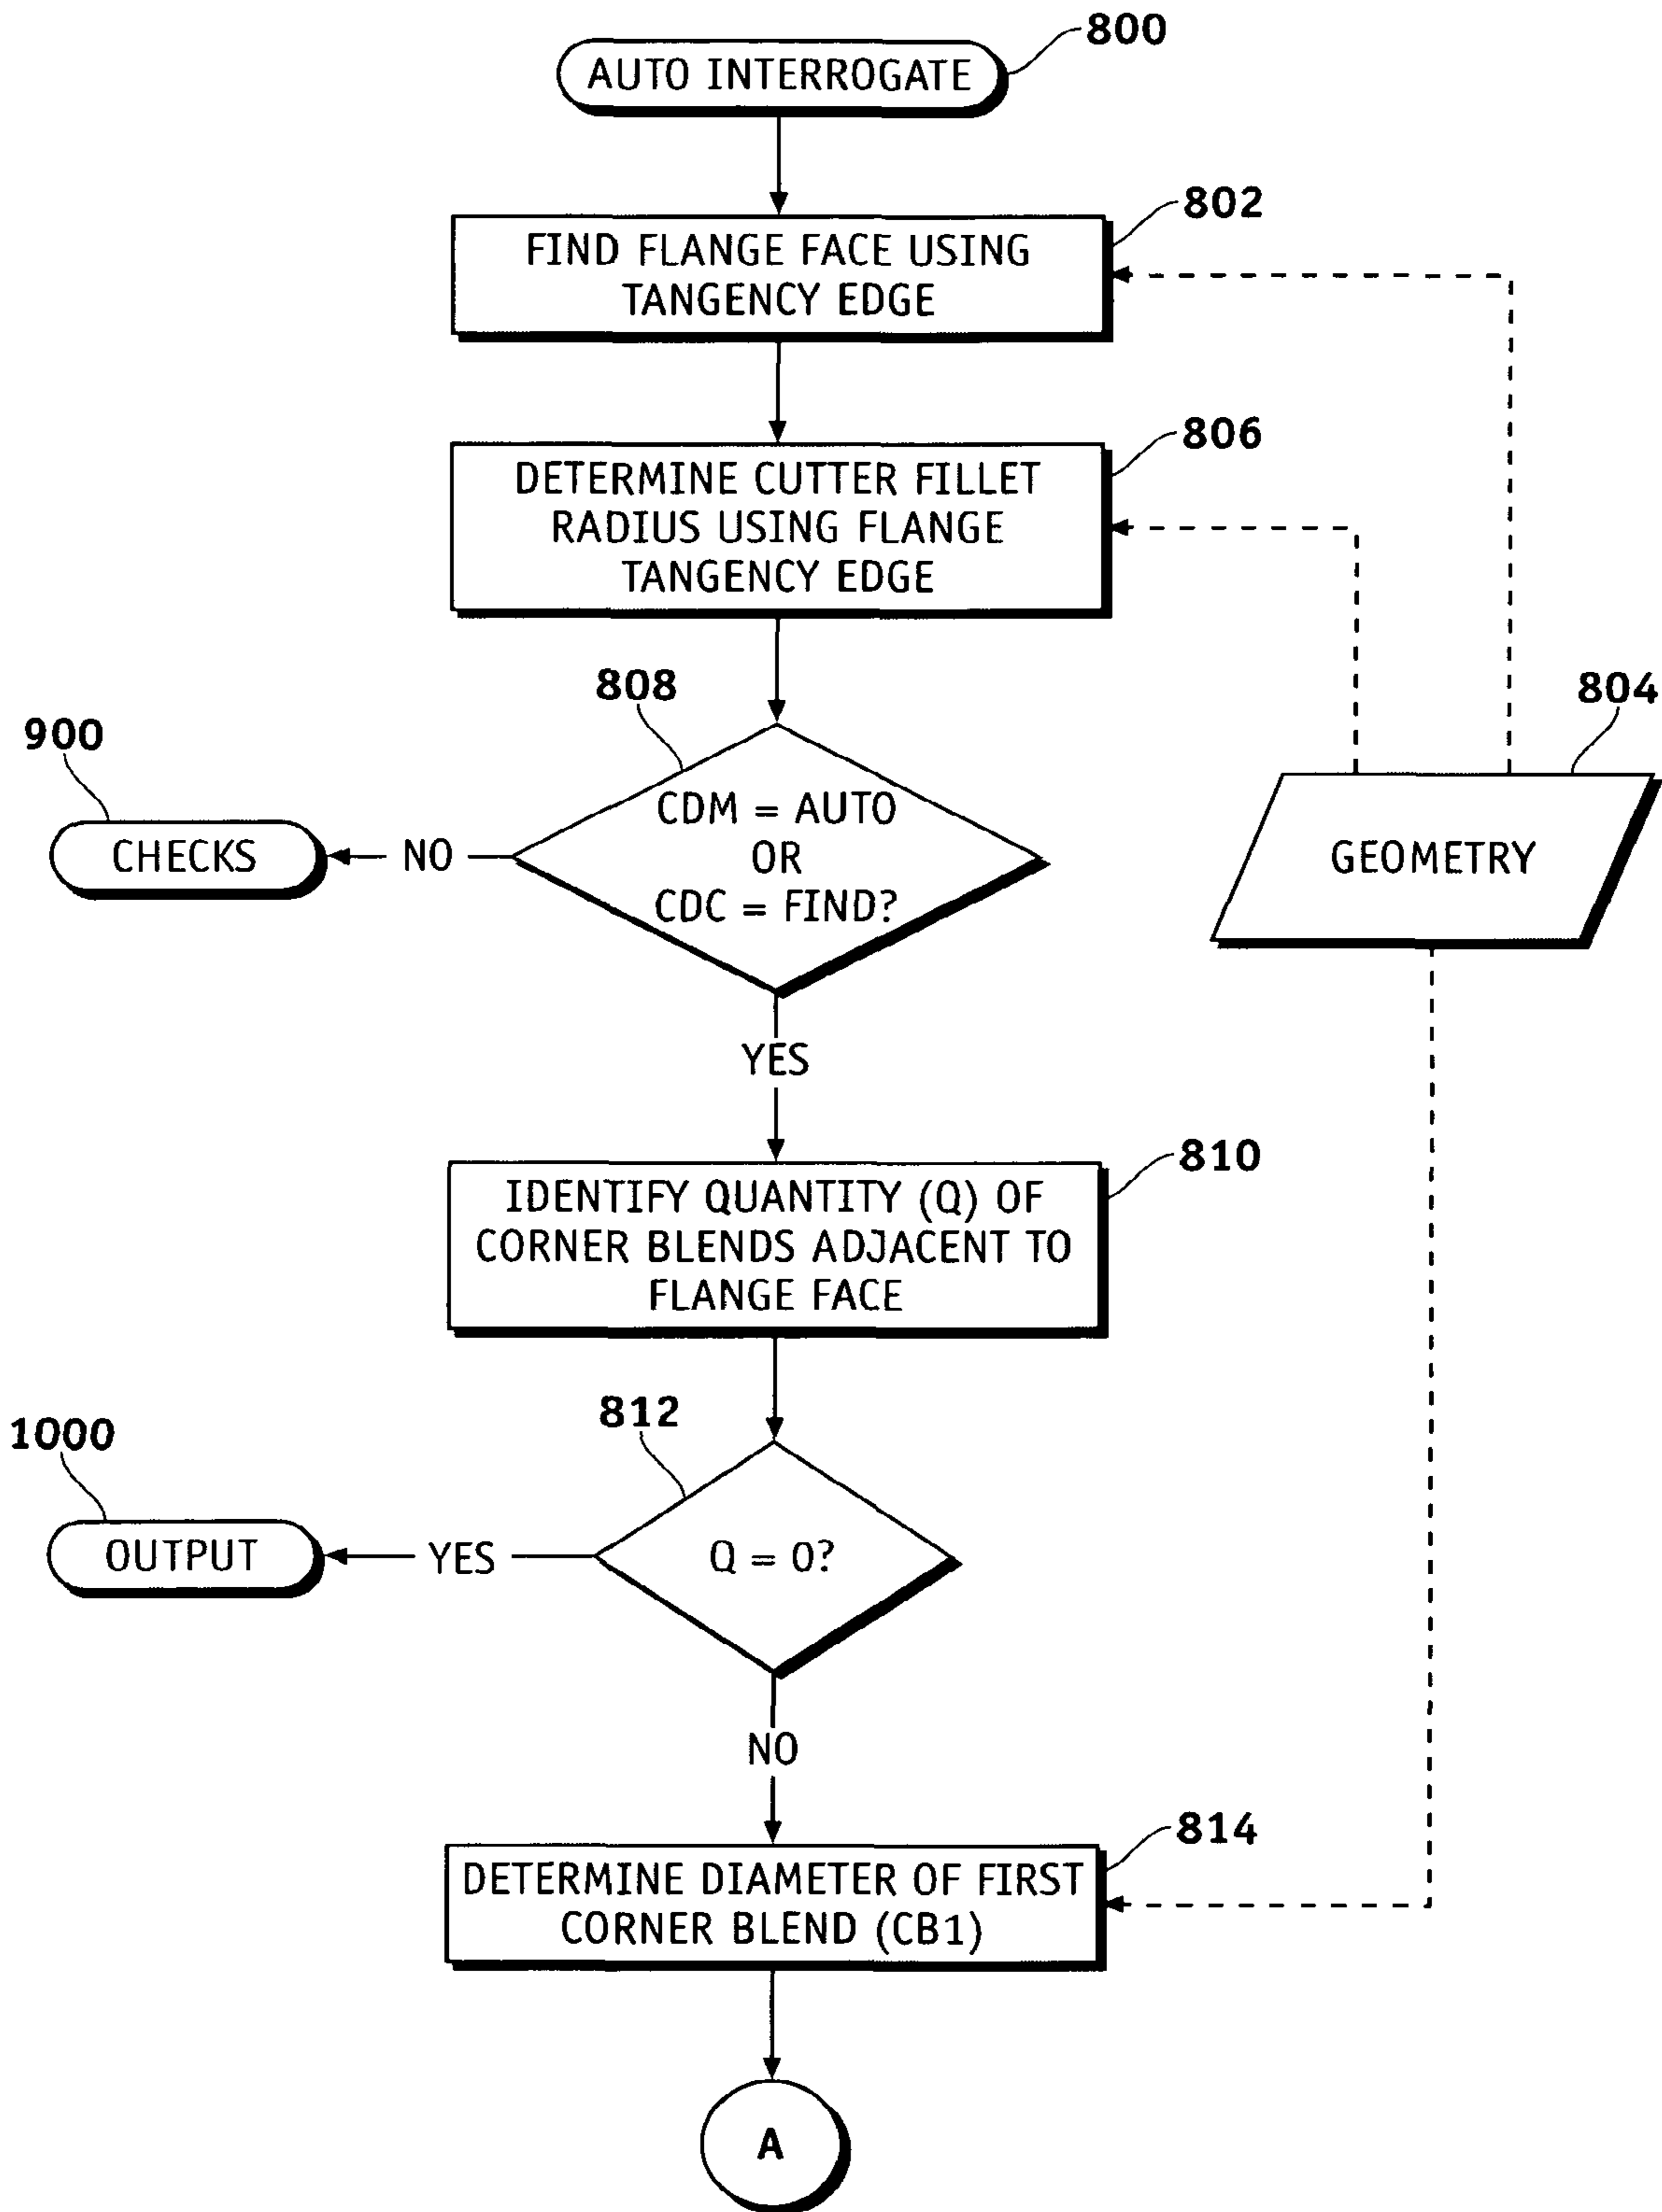 800
AUTO INTERROGATE
802
FIND FLANGE FACE USING
TANGENCY EDGE
806
DETERMINE CUTTER FILLET
RADIUS USING FLANGE
TANGENCY EDGE
808
804
900
CDM = AUTO
OR
CDC = FIND?
CHECKS
NO
GEOMETRY
YES
810
IDENTIFY QUANTITY (Q) OF
CORNER BLENDS ADJACENT TO
FLANGE FACE
812
1000
OUTPUT
YES
Q = 0?
NO
814
DETERMINE DIAMETER OF FIRST
CORNER BLEND (CB1)
A